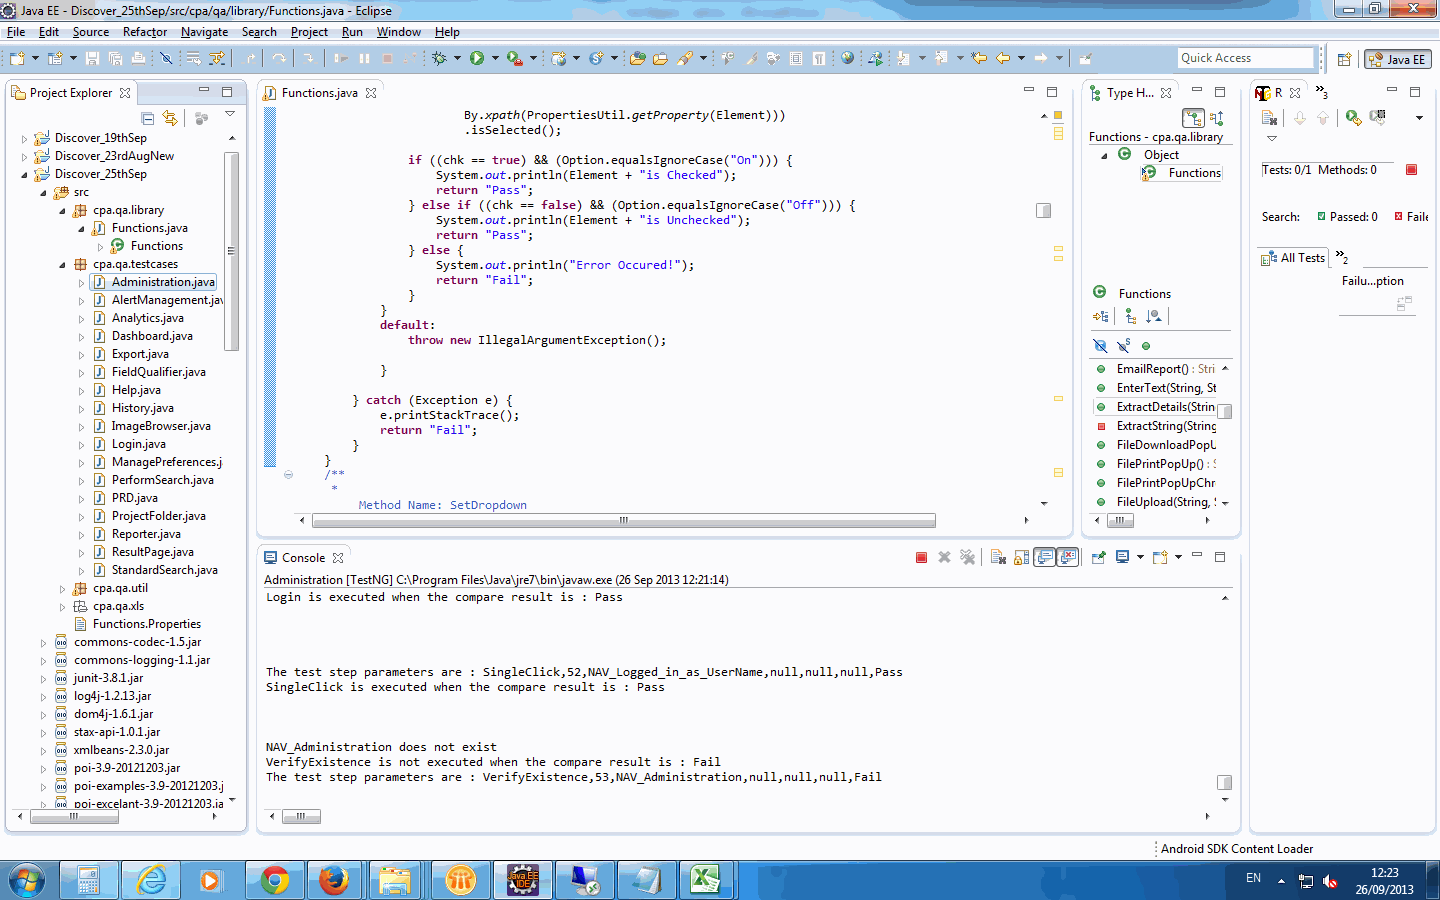 Java EE - Discover_25thSep/src/cpa/qa/library/Functions.java - Eclipse
File Edit Source Refactor Navigate Search Project Run Window Help
Quick Access
Java EE
Project Explorer
Discover_19thSep
Discover_23rdAugNew
Discover_25thSep
src
cpa.qa.library
Functions.java
Functions
cpa.qa.testcases
Administration.java
AlertManagement.jav
Analytics.java
Dashboard.java
Export.java
FieldQualifier.java
Help.java
History.java
ImageBrowser.java
Login.java
ManagePreferences.j
PerformSearch.java
PRD.java
ProjectFolder.java
Reporter.java
ResultPage.java
StandardSearch.java
cpa.qa.util
cpa.qa.xls
Functions.Properties
commons-codec-1.5.jar
commons-logging-1.1.jar
junit-3.8.1.jar
log4j-1.2.13.jar
dom4j-1.6.1.jar
stax-api-1.0.1.jar
xmlbeans-2.3.0.jar
poi-3.9-20121203.jar
poi-examples-3.9-20121203.j
poi-excelant-3.9-20121203.ja
Functions.java
By.xpath(PropertiesUtil.getProperty(Element)))
.isSelected();
if ((chk == true) && (Option.equalsIgnoreCase("On"))) {
System.out.println(Element + "is Checked");
return "Pass";
} else if ((chk == false) && (Option.equalsIgnoreCase("Off"))) {
System.out.println(Element + "is Unchecked");
return "Pass";
} else {
System.out.println("Error Occured!");
return "Fail";
}
}
default:
throw new IllegalArgumentException();
}
} catch (Exception e) {
e.printStackTrace();
return "Fail";
}
}
/**
*
Method Name: SetDropdown
Type H...
Functions - cpa.qa.library
Object
Functions
Functions
EmailReport() : Stri
EnterText(String, St
ExtractDetails(Strin
ExtractString(String
FileDownloadPopU
FilePrintPopUp() : S
FilePrintPopUpChr
FileUpload(String, S
R
»3
Tests: 0/1 Methods: 0
Search: Passed: 0 Faile
All Tests
»2
Failu...ption
Console
Administration [TestNG] C:\Program Files\Java\jre7\bin\javaw.exe (26 Sep 2013 12:21:14)
Login is executed when the compare result is : Pass
The test step parameters are : SingleClick,52,NAV_Logged_in_as_UserName,null,null,null,Pass
SingleClick is executed when the compare result is : Pass
NAV_Administration does not exist
VerifyExistence is not executed when the compare result is : Fail
The test step parameters are : VerifyExistence,53,NAV_Administration,null,null,null,Fail
Android SDK Content Loader
Java EE
IDE
EN
12:23
26/09/2013